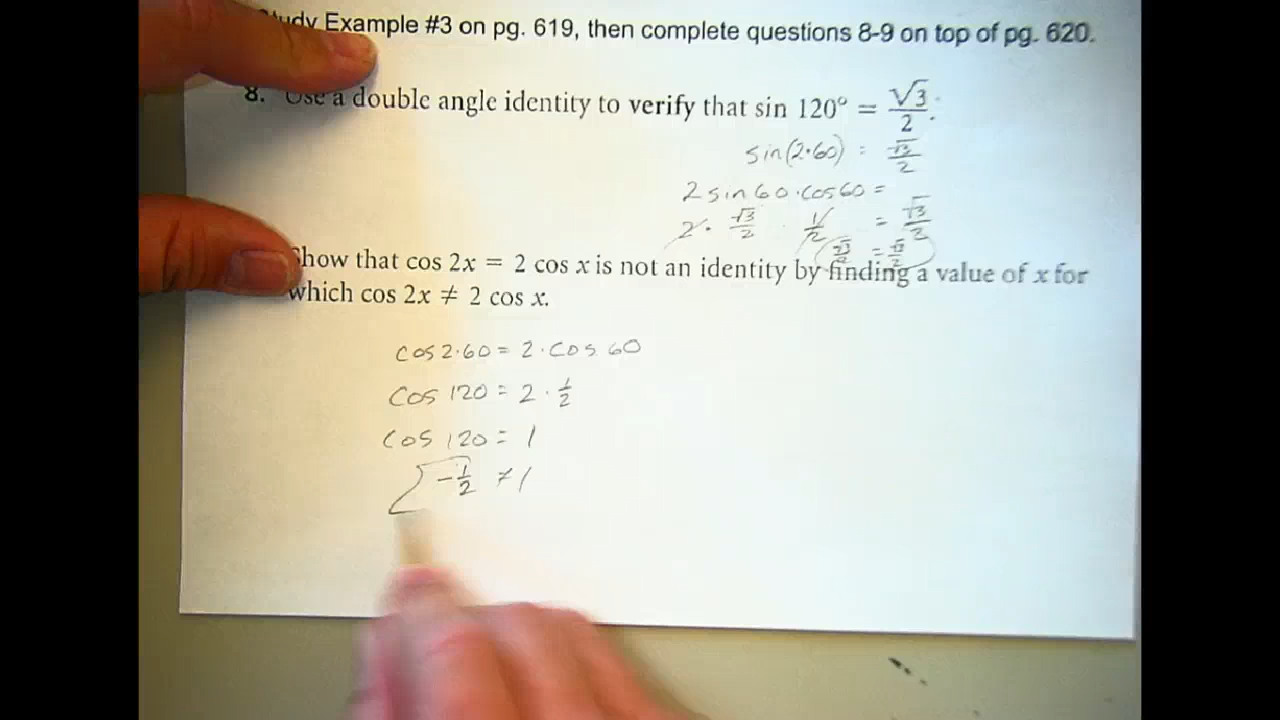 Study Example #3 on pg. 619, then complete questions 8-9 on top of pg. 620.
8. Use a double angle identity to verify that sin 120° = √3/2.
sin(2·60) = √3/2
2 sin 60 · cos 60 =
2 · √3/2 · 1/2 = √3/2
√3/2 = √3/2
Show that cos 2x = 2 cos x is not an identity by finding a value of x for
which cos 2x ≠ 2 cos x.
cos 2·60 = 2 · cos 60
cos 120 = 2 · 1/2
cos 120 = 1
-1/2 ≠ 1